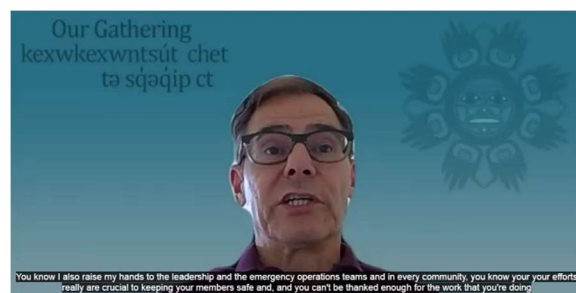 Our Gathering
kexwkexwntsút chet
tə sq̓əq̓ip ct
You know I also raise my hands to the leadership and the emergency operations teams and in every community, you know your your efforts
really are crucial to keeping your members safe and, and you can't be thanked enough for the work that you're doing